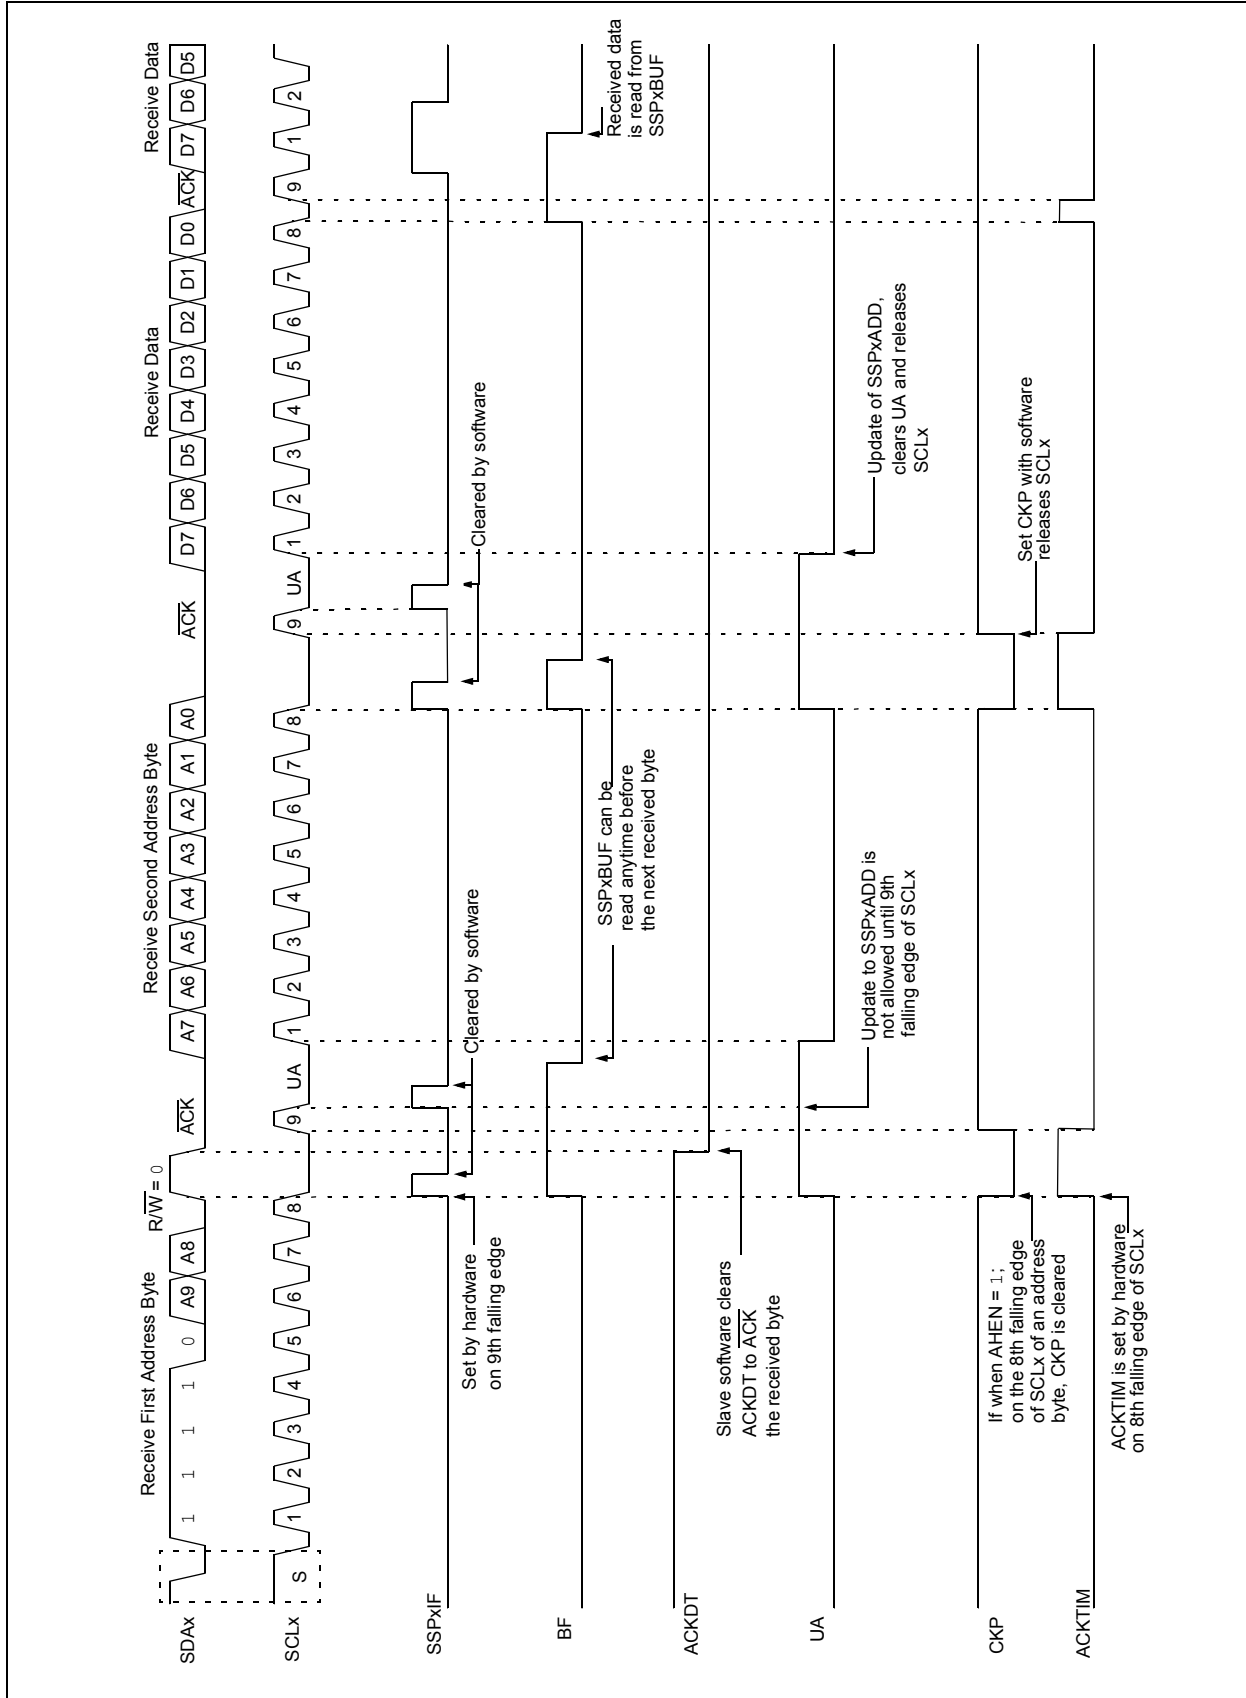 Receive First Address Byte
R/W = 0
Receive Second Address Byte
Receive Data
Receive Data
SDAx
1 1 1 1 0 A9 A8
ACK
A7 A6 A5 A4 A3 A2 A1 A0
ACK
D7 D6 D5 D4 D3 D2 D1 D0
ACK
D7 D6 D5
SCLx
S 1 2 3 4 5 6 7 8 9 UA 1 2 3 4 5 6 7 8 9 UA 1 2 3 4 5 6 7 8 9 1 2
SSPxIF
Set by hardware
on 9th falling edge
Cleared by software
Cleared by software
BF
SSPxBUF can be
read anytime before
the next received byte
Received data
is read from
SSPxBUF
ACKDT
Slave software clears
ACKDT to ACK
the received byte
UA
Update to SSPxADD is
not allowed until 9th
falling edge of SCLx
Update of SSPxADD,
clears UA and releases
SCLx
CKP
If when AHEN = 1;
on the 8th falling edge
of SCLx of an address
byte, CKP is cleared
Set CKP with software
releases SCLx
ACKTIM
ACKTIM is set by hardware
on 8th falling edge of SCLx